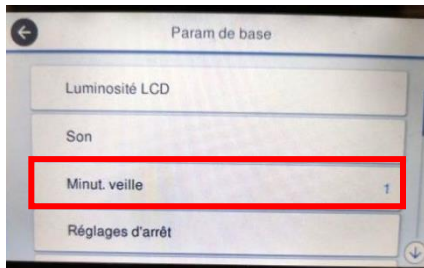 Param de base
Luminosité LCD
Son
Minut. veille 1
Réglages d'arrêt